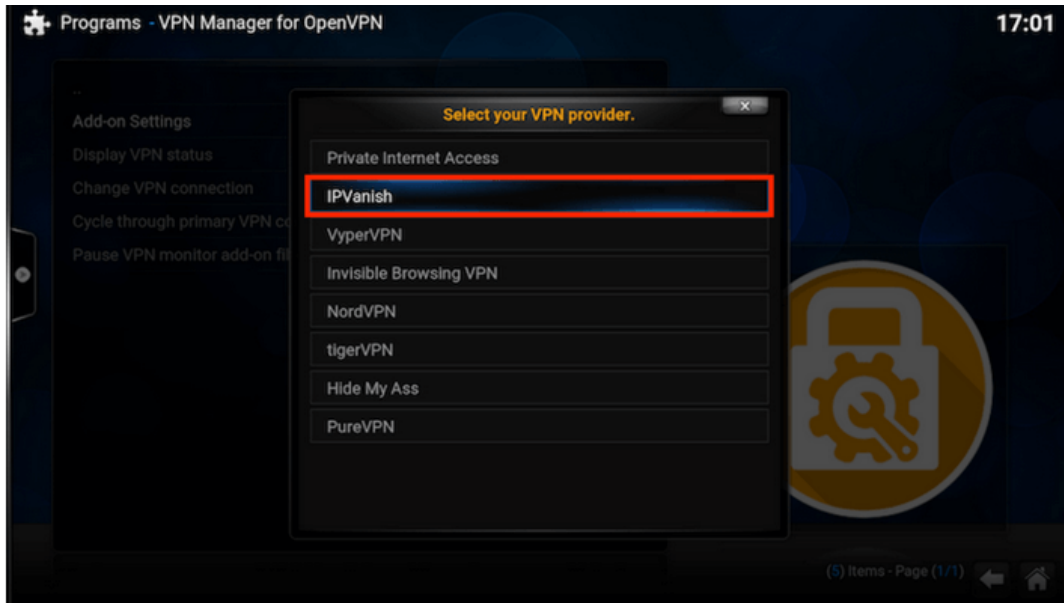 Programs - VPN Manager for OpenVPN
17:01
..
Add-on Settings
Display VPN status
Change VPN connection
Cycle through primary VPN co
Pause VPN monitor add-on fil
Select your VPN provider.
Private Internet Access
IPVanish
VyperVPN
Invisible Browsing VPN
NordVPN
tigerVPN
Hide My Ass
PureVPN
(5) Items - Page (1/1)